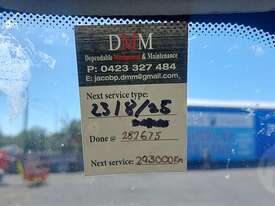 DMM
Dependable Mechanical & Maintenance
P: 0423 327 484
E: jacobp.dmm@gmail.com
Next service type:
23/8/25
Done @ 287675
Next service: 293000Km